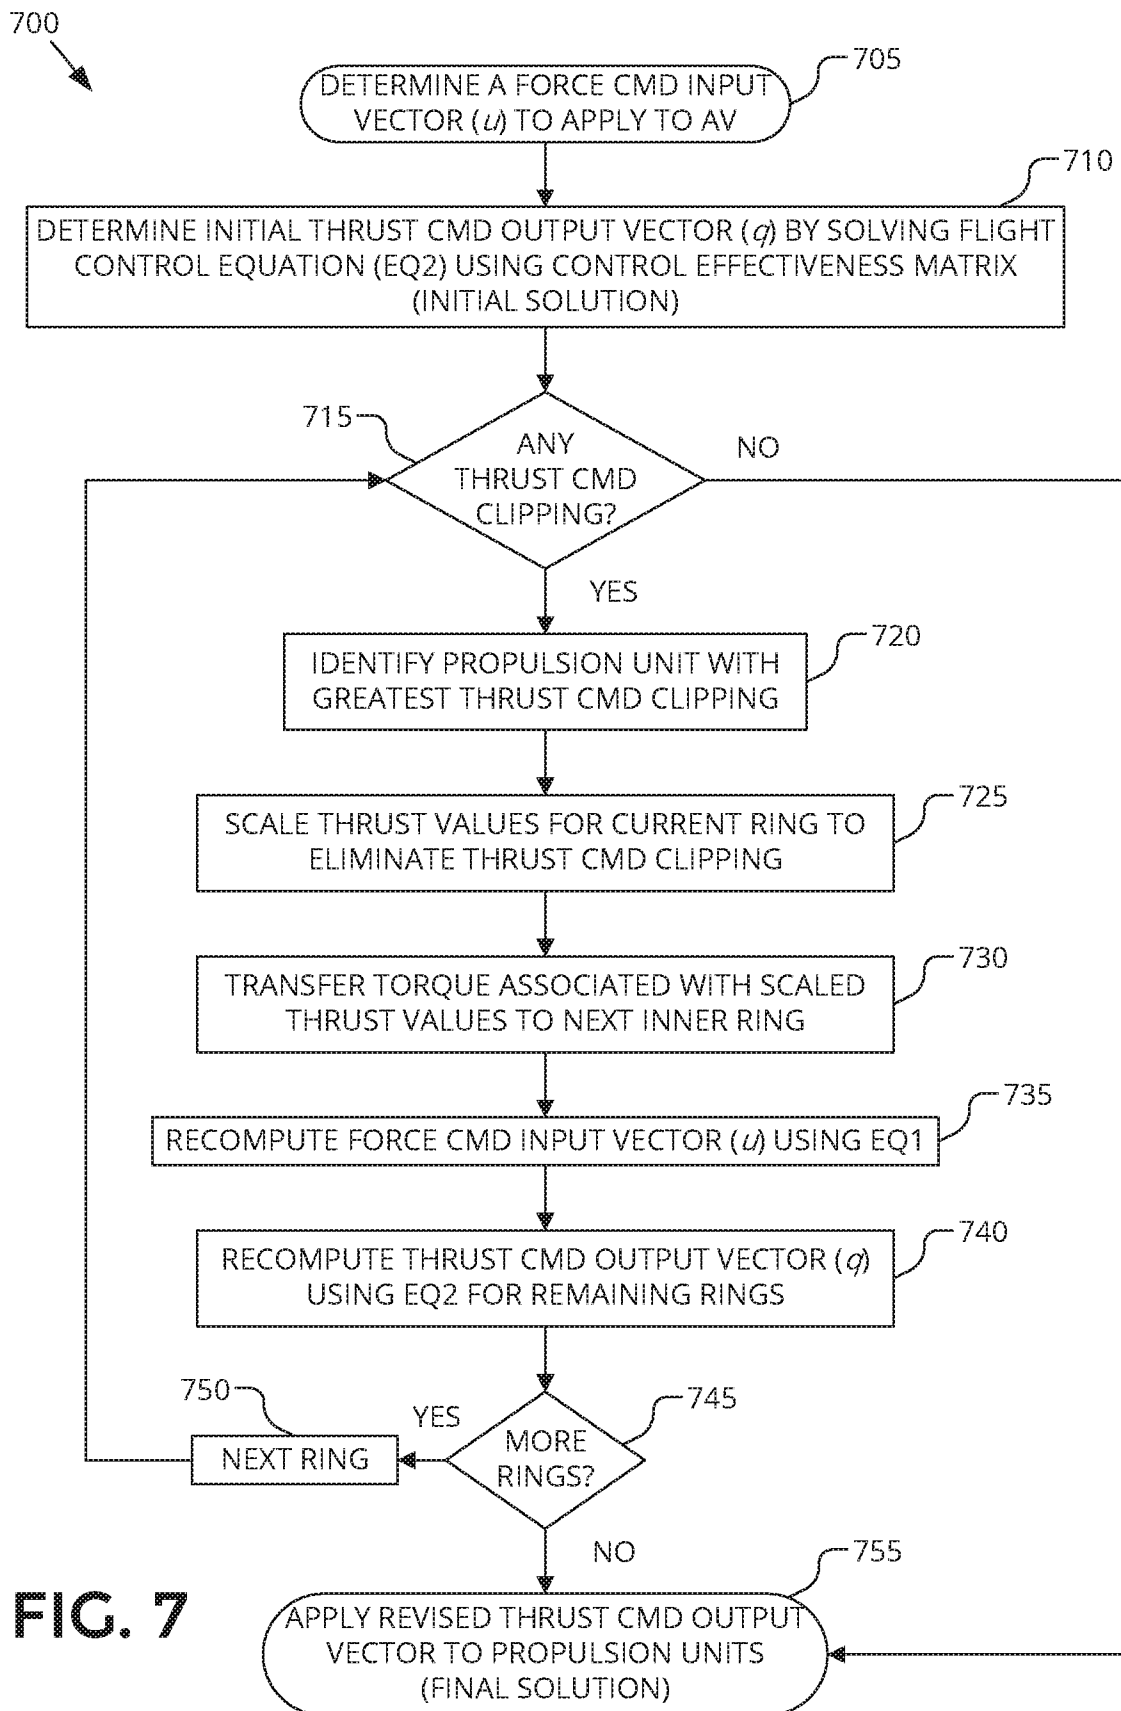 700
705
DETERMINE A FORCE CMD INPUT
VECTOR (u) TO APPLY TO AV
710
DETERMINE INITIAL THRUST CMD OUTPUT VECTOR (q) BY SOLVING FLIGHT
CONTROL EQUATION (EQ2) USING CONTROL EFFECTIVENESS MATRIX
(INITIAL SOLUTION)
715
ANY
THRUST CMD
CLIPPING?
NO
YES
720
IDENTIFY PROPULSION UNIT WITH
GREATEST THRUST CMD CLIPPING
725
SCALE THRUST VALUES FOR CURRENT RING TO
ELIMINATE THRUST CMD CLIPPING
730
TRANSFER TORQUE ASSOCIATED WITH SCALED
THRUST VALUES TO NEXT INNER RING
735
RECOMPUTE FORCE CMD INPUT VECTOR (u) USING EQ1
740
RECOMPUTE THRUST CMD OUTPUT VECTOR (q)
USING EQ2 FOR REMAINING RINGS
745
MORE
RINGS?
YES
750
NEXT RING
NO
755
APPLY REVISED THRUST CMD OUTPUT
VECTOR TO PROPULSION UNITS
(FINAL SOLUTION)
FIG. 7